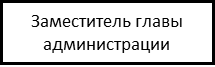 Заместитель главы
администрации